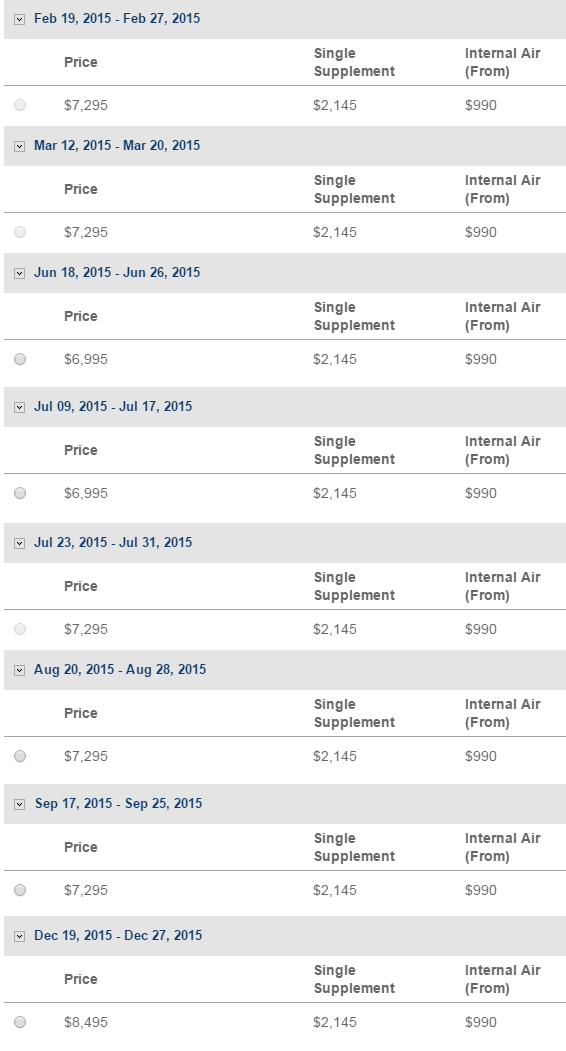 Feb 19, 2015 - Feb 27, 2015
Price Single Supplement Internal Air (From)
$7,295 $2,145 $990
Mar 12, 2015 - Mar 20, 2015
Price Single Supplement Internal Air (From)
$7,295 $2,145 $990
Jun 18, 2015 - Jun 26, 2015
Price Single Supplement Internal Air (From)
$6,995 $2,145 $990
Jul 09, 2015 - Jul 17, 2015
Price Single Supplement Internal Air (From)
$6,995 $2,145 $990
Jul 23, 2015 - Jul 31, 2015
Price Single Supplement Internal Air (From)
$7,295 $2,145 $990
Aug 20, 2015 - Aug 28, 2015
Price Single Supplement Internal Air (From)
$7,295 $2,145 $990
Sep 17, 2015 - Sep 25, 2015
Price Single Supplement Internal Air (From)
$7,295 $2,145 $990
Dec 19, 2015 - Dec 27, 2015
Price Single Supplement Internal Air (From)
$8,495 $2,145 $990